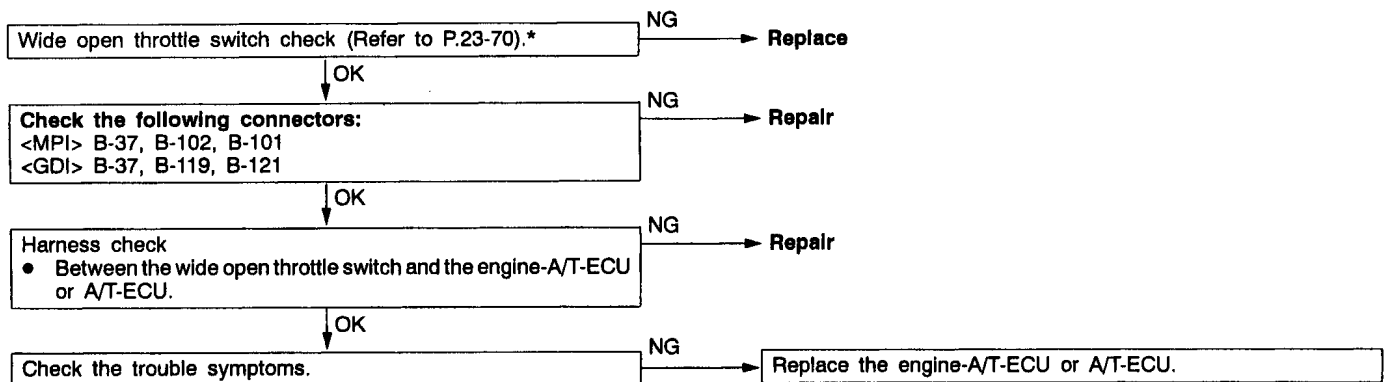 NG
Wide open throttle switch check (Refer to P.23-70).*
Replace
OK
NG
Check the following connectors:
<MPI> B-37, B-102, B-101
<GDI> B-37, B-119, B-121
Repair
OK
NG
Harness check
● Between the wide open throttle switch and the engine-A/T-ECU
or A/T-ECU.
Repair
OK
NG
Check the trouble symptoms.
Replace the engine-A/T-ECU or A/T-ECU.